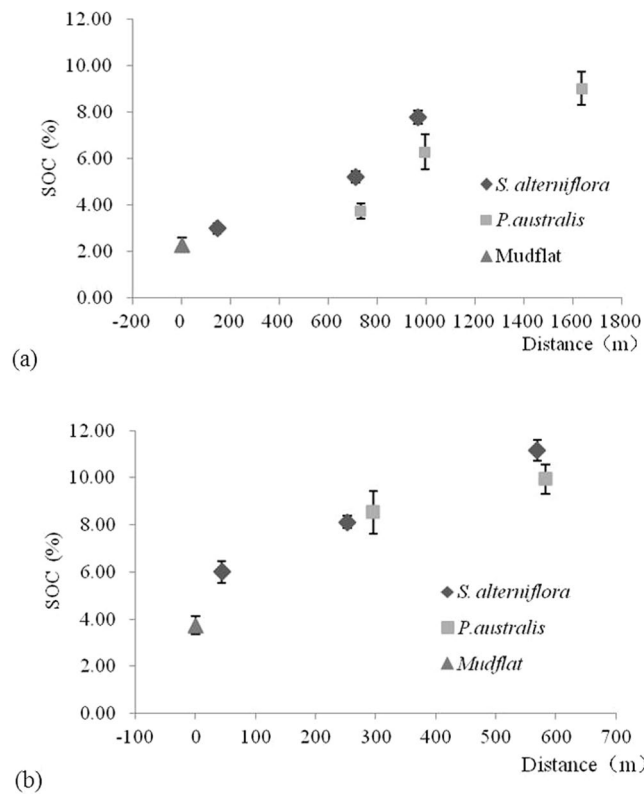 12.00
10.00
8.00
6.00
4.00
2.00
0.00
SOC (%)
S. alterniflora
P.australis
Mudflat
-200 0 200 400 600 800 1000 1200 1400 1600 1800
Distance（m）
(a)
12.00
10.00
8.00
6.00
4.00
2.00
0.00
SOC (%)
S. alterniflora
P.australis
Mudflat
-100 0 100 200 300 400 500 600 700
Distance（m）
(b)